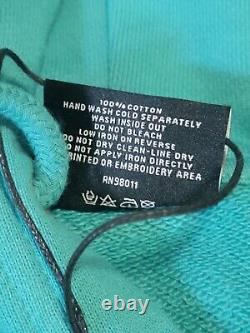 100% COTTON
HAND WASH COLD SEPARATELY
WASH INSIDE OUT
DO NOT BLEACH
LOW IRON ON REVERSE
DO NOT DRY CLEAN-LINE DRY
DO NOT APPLY IRON DIRECTLY
PRINTED or EMBROIDERY AREA
RN98011